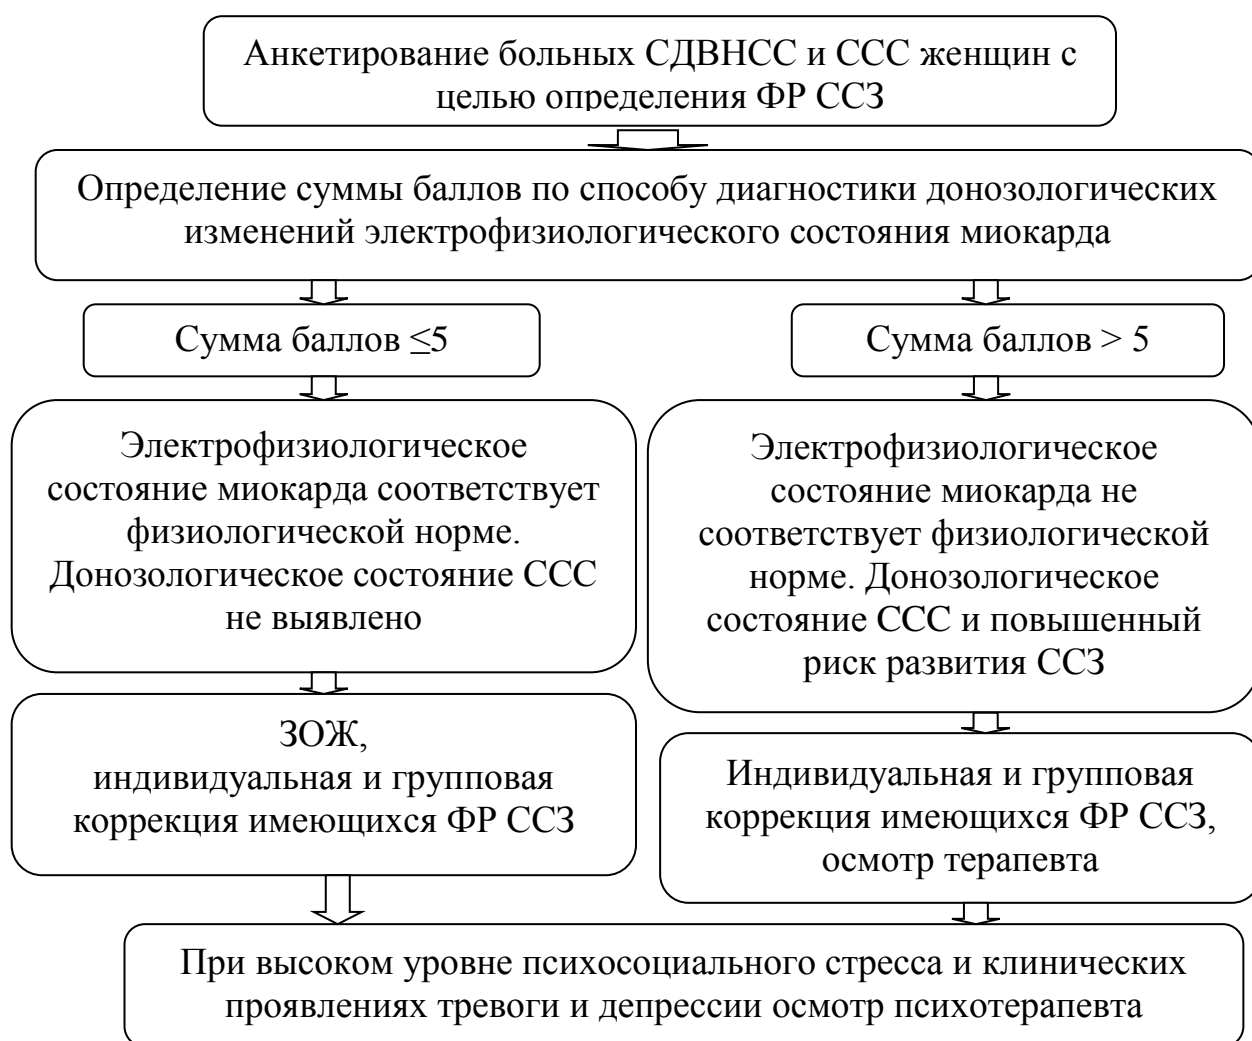 Анкетирование больных СДВНСС и ССС женщин с
целью определения ФР ССЗ
Определение суммы баллов по способу диагностики донозологических
изменений электрофизиологического состояния миокарда
Сумма баллов ≤5
Сумма баллов > 5
Электрофизиологическое
состояние миокарда соответствует
физиологической норме.
Донозологическое состояние ССС
не выявлено
Электрофизиологическое
состояние миокарда не
соответствует физиологической
норме. Донозологическое
состояние ССС и повышенный
риск развития ССЗ
ЗОЖ,
индивидуальная и групповая
коррекция имеющихся ФР ССЗ
Индивидуальная и групповая
коррекция имеющихся ФР ССЗ,
осмотр терапевта
При высоком уровне психосоциального стресса и клинических
проявлениях тревоги и депрессии осмотр психотерапевта